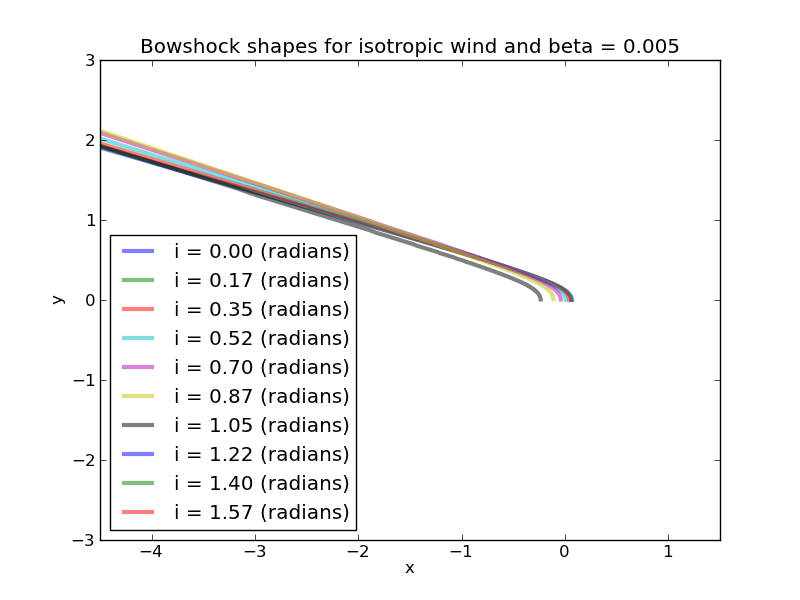 Bowshock shapes for isotropic wind and beta = 0.005
3
2
1
0
−1
−2
−3
y
i = 0.00 (radians)
i = 0.17 (radians)
i = 0.35 (radians)
i = 0.52 (radians)
i = 0.70 (radians)
i = 0.87 (radians)
i = 1.05 (radians)
i = 1.22 (radians)
i = 1.40 (radians)
i = 1.57 (radians)
−4 −3 −2 −1 0 1
x